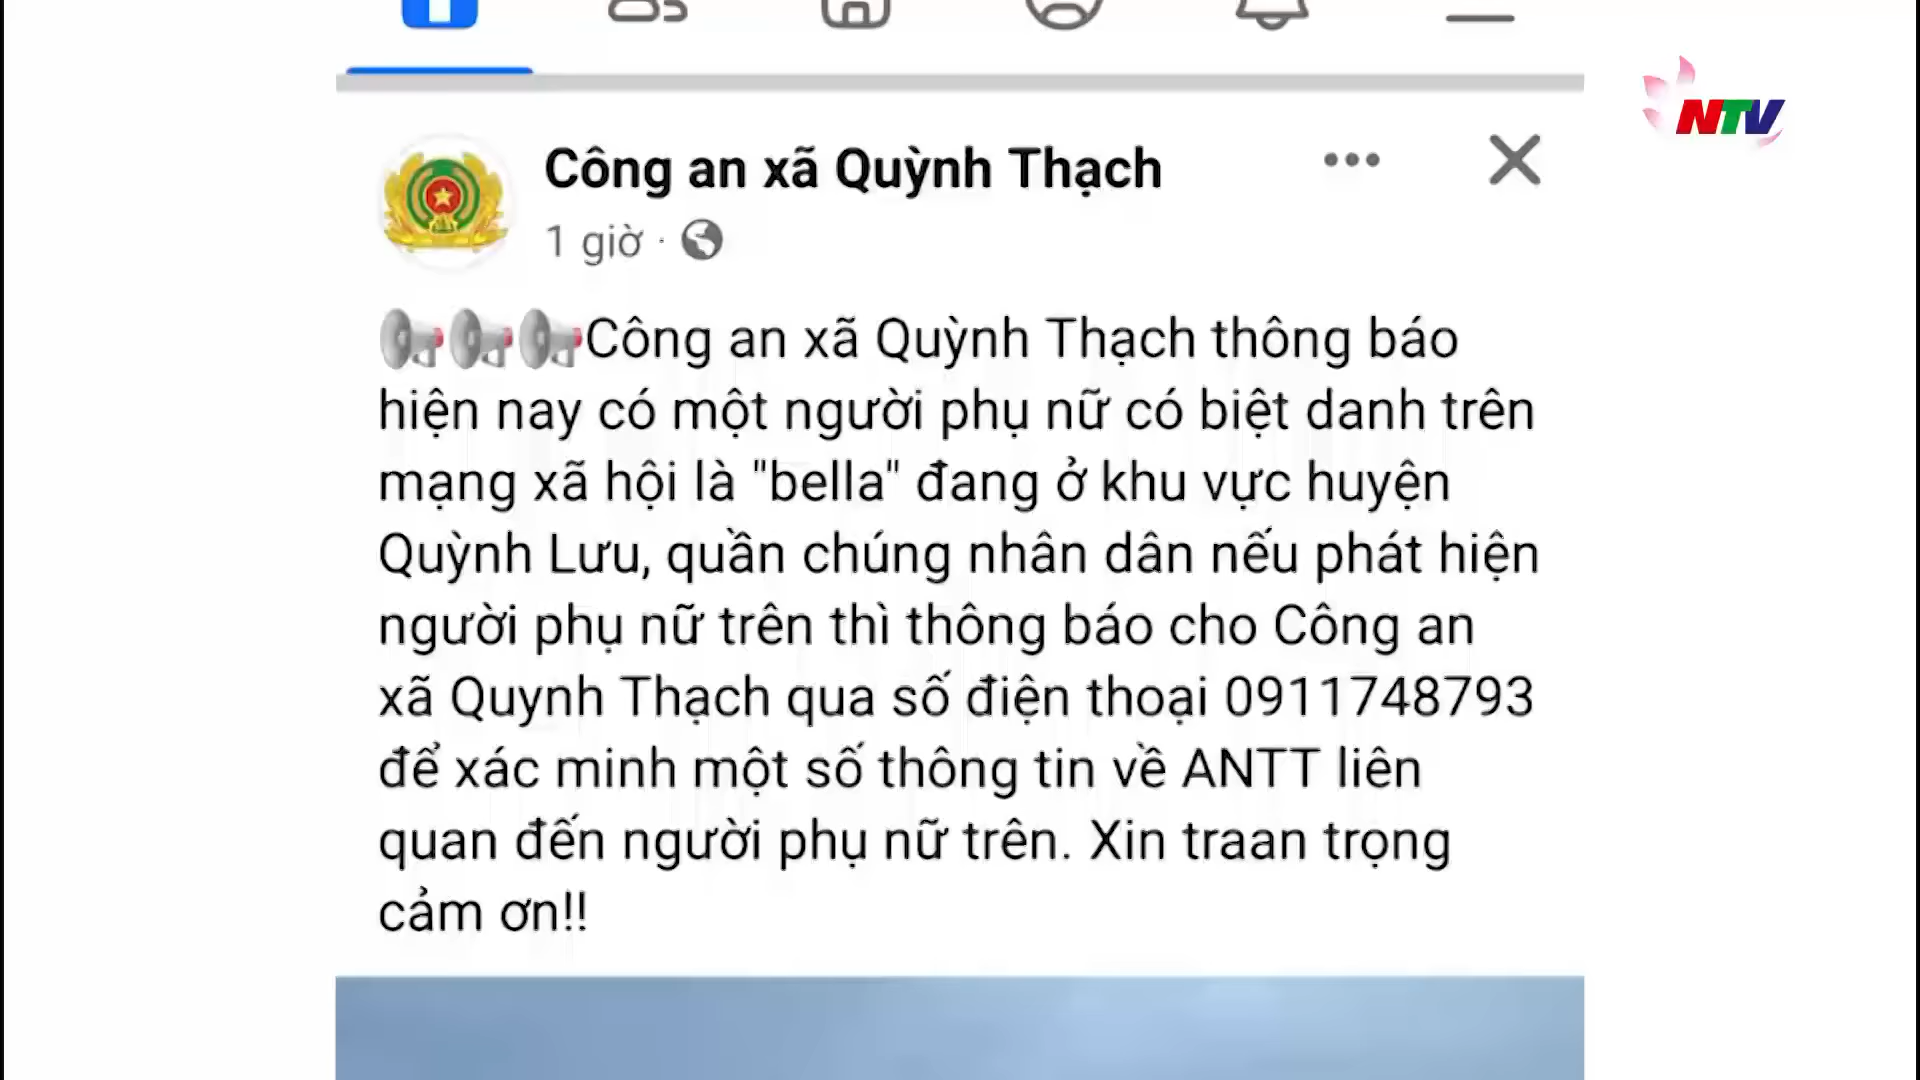 NTV
Công an xã Quỳnh Thạch
1 giờ ·
Công an xã Quỳnh Thạch thông báo
hiện nay có một người phụ nữ có biệt danh trên
mạng xã hội là "bella" đang ở khu vực huyện
Quỳnh Lưu, quần chúng nhân dân nếu phát hiện
người phụ nữ trên thì thông báo cho Công an
xã Quynh Thạch qua số điện thoại 0911748793
để xác minh một số thông tin về ANTT liên
quan đến người phụ nữ trên. Xin traan trọng
cảm ơn!!